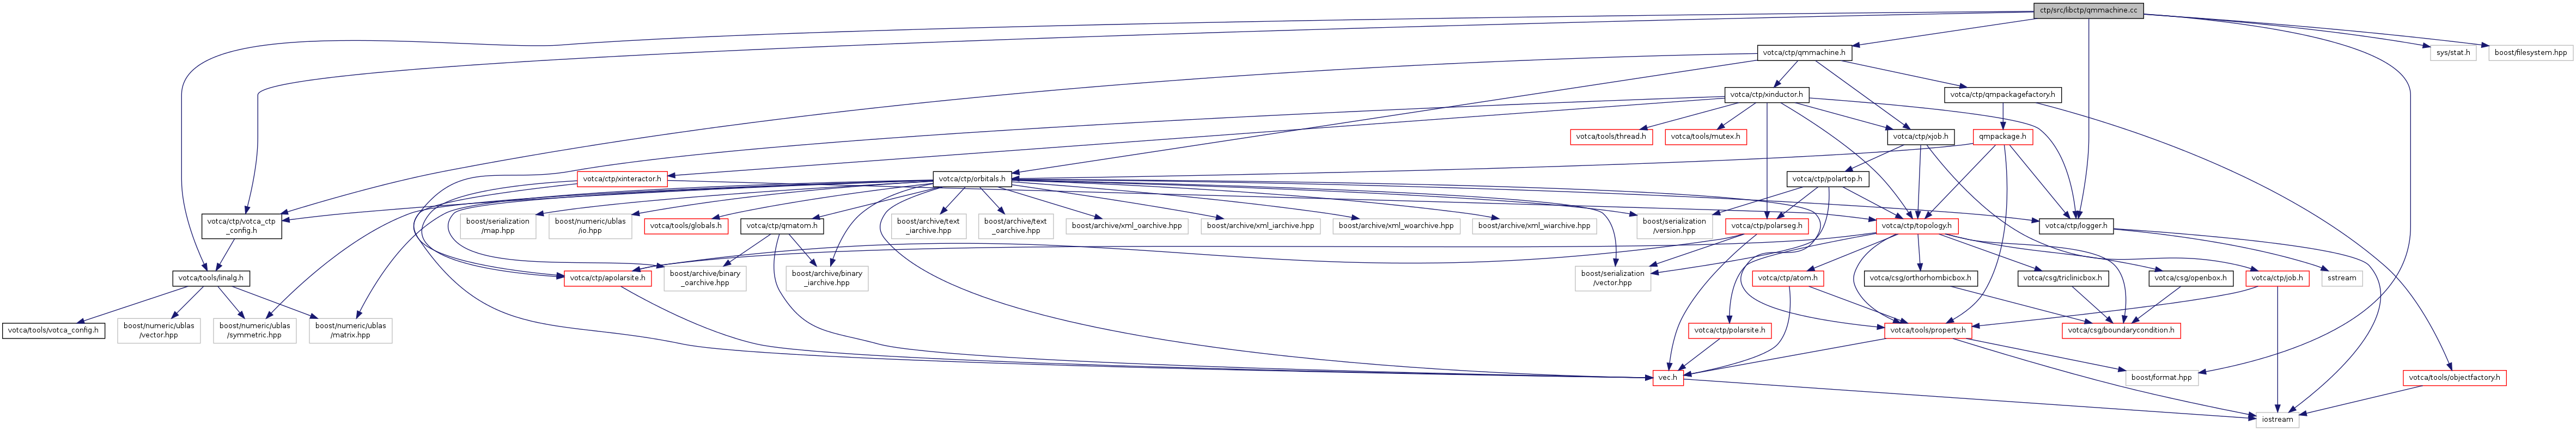 ctp/src/libctp/qmmachine.cc
votca/ctp/qmmachine.h
sys/stat.h
boost/filesystem.hpp
votca/ctp/xinductor.h
votca/ctp/qmpackagefactory.h
votca/tools/thread.h
votca/tools/mutex.h
votca/ctp/xjob.h
qmpackage.h
votca/ctp/xinteractor.h
votca/ctp/orbitals.h
votca/ctp/polartop.h
votca/ctp/votca_ctp
_config.h
boost/serialization
/map.hpp
boost/numeric/ublas
/io.hpp
votca/tools/globals.h
votca/ctp/qmatom.h
boost/archive/text
_iarchive.hpp
boost/archive/text
_oarchive.hpp
boost/archive/xml_oarchive.hpp
boost/archive/xml_iarchive.hpp
boost/archive/xml_woarchive.hpp
boost/archive/xml_wiarchive.hpp
boost/serialization
/version.hpp
votca/ctp/polarseg.h
votca/ctp/topology.h
votca/ctp/logger.h
votca/tools/linalg.h
votca/ctp/apolarsite.h
boost/archive/binary
_oarchive.hpp
boost/archive/binary
_iarchive.hpp
boost/serialization
/vector.hpp
votca/ctp/atom.h
votca/csg/orthorhombicbox.h
votca/csg/triclinicbox.h
votca/csg/openbox.h
votca/ctp/job.h
sstream
votca/tools/votca_config.h
boost/numeric/ublas
/vector.hpp
boost/numeric/ublas
/symmetric.hpp
boost/numeric/ublas
/matrix.hpp
votca/ctp/polarsite.h
votca/tools/property.h
votca/csg/boundarycondition.h
vec.h
boost/format.hpp
votca/tools/objectfactory.h
iostream